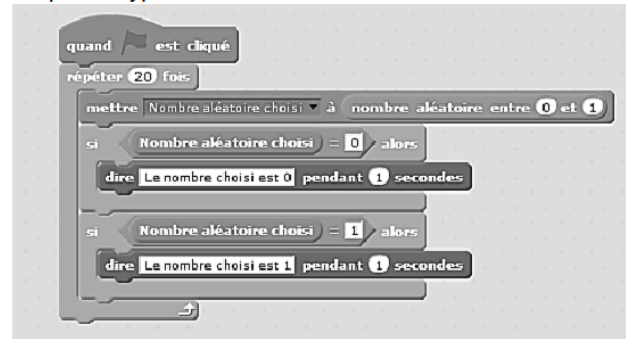 quand est cliqué
répéter 20 fois
mettre Nombre aléatoire choisi à nombre aléatoire entre 0 et 1
si Nombre aléatoire choisi = 0 alors
dire Le nombre choisi est 0 pendant 1 secondes
si Nombre aléatoire choisi = 1 alors
dire Le nombre choisi est 1 pendant 1 secondes